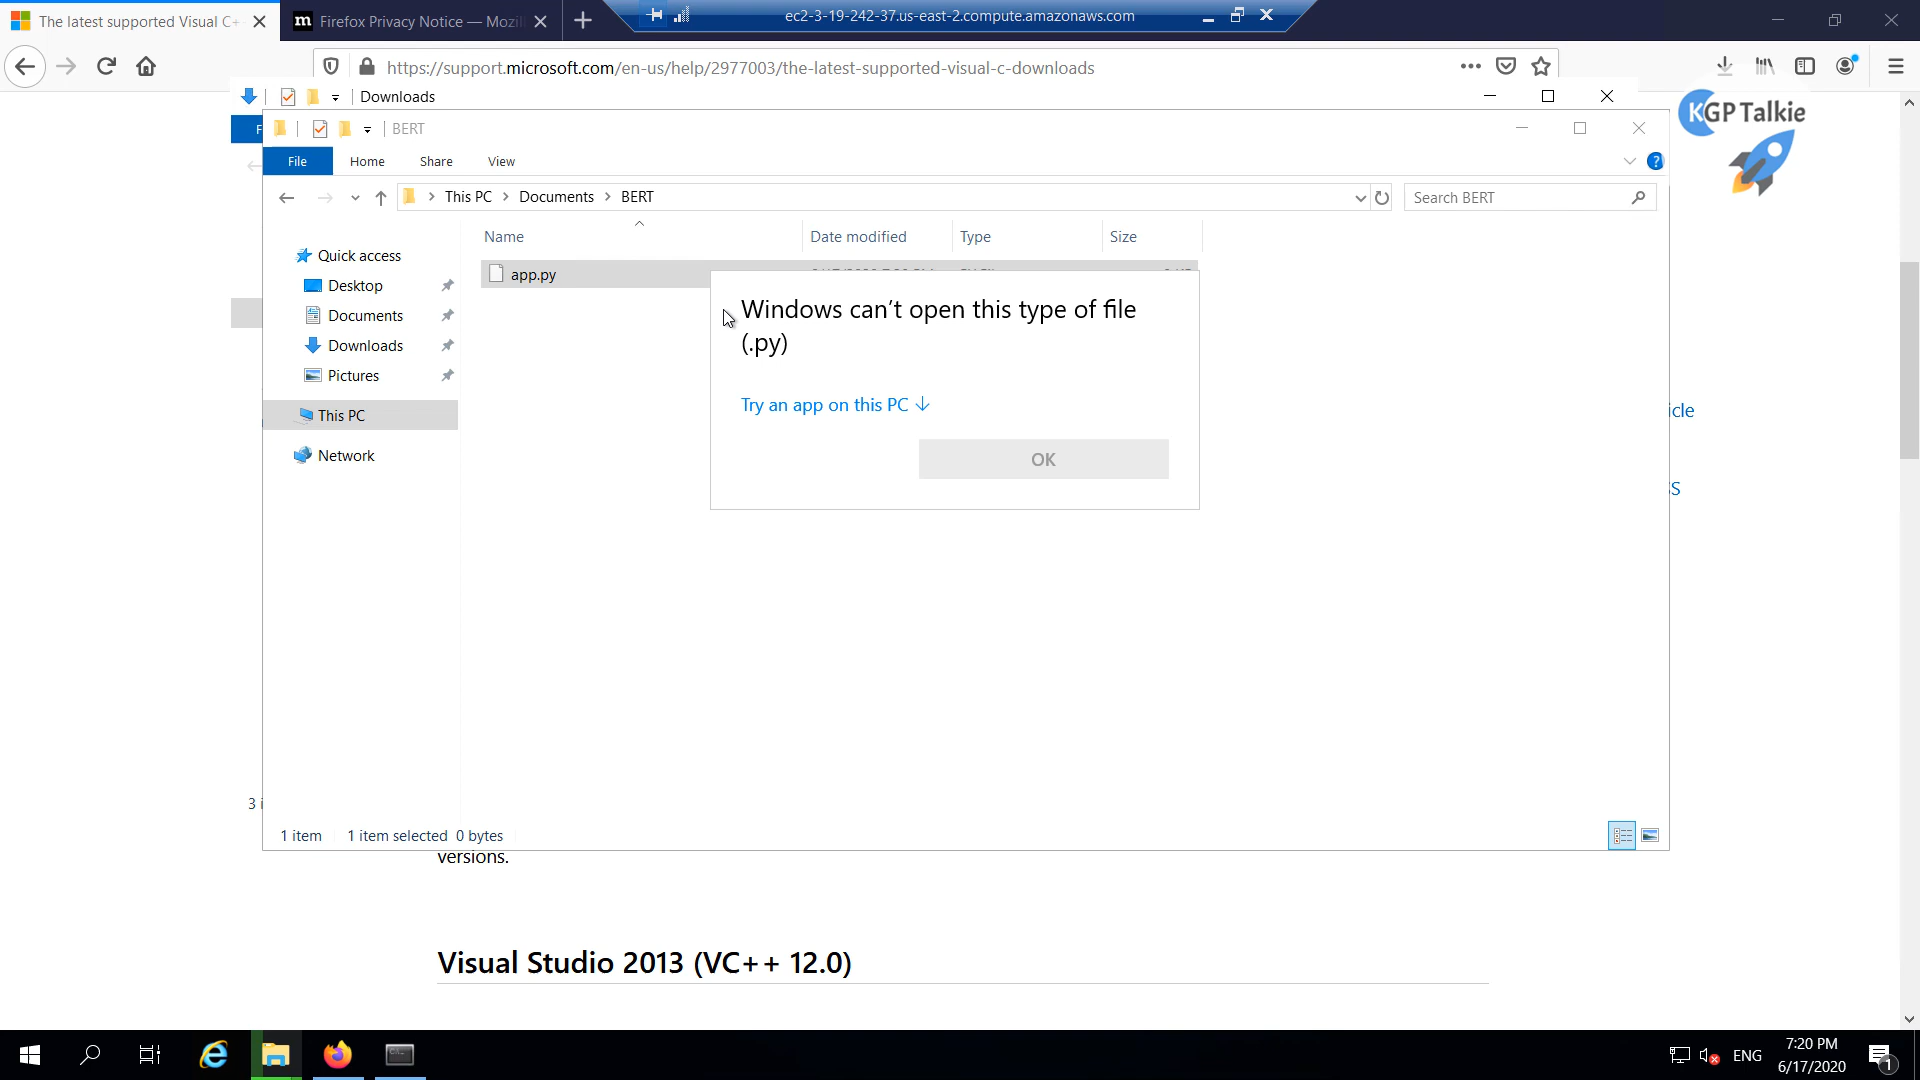 The latest supported Visual C+
Firefox Privacy Notice — Mozil
ec2-3-19-242-37.us-east-2.compute.amazonaws.com
https://support.microsoft.com/en-us/help/2977003/the-latest-supported-visual-c-downloads
Downloads
KGP Talkie
F
BERT
File
Home
Share
View
This PC
Documents
BERT
Search BERT
Name
Date modified
Type
Size
Quick access
app.py
Desktop
Documents
Downloads
Pictures
This PC
Network
Windows can't open this type of file
(.py)
Try an app on this PC
OK
icle
3 i
1 item
1 item selected
0 bytes
versions.
Visual Studio 2013 (VC++ 12.0)
ENG
7:20 PM
6/17/2020
1